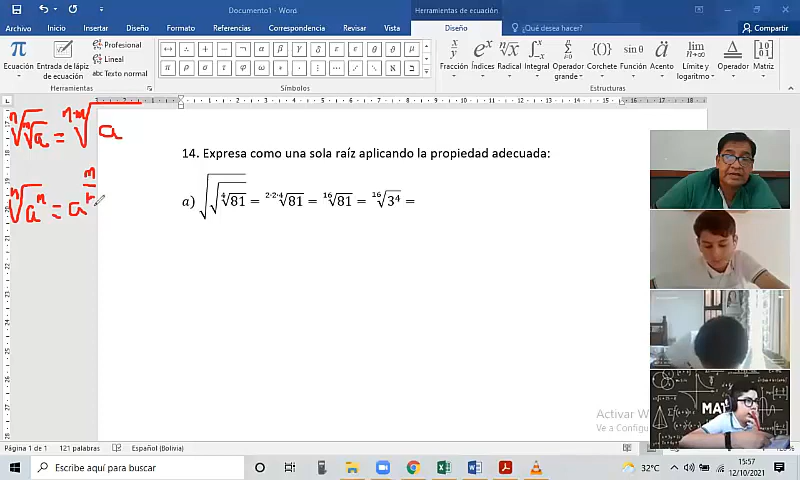 Documento1 - Word
Herramientas de ecuación
Archivo Inicio Insertar Diseño Formato Referencias Correspondencia Revisar Vista Diseño ¿Qué desea hacer? Compartir
Ecuación
Entrada de lápiz de ecuación
Profesional
Lineal
abc Texto normal
Herramientas
Símbolos
Fracción Índices Radical Integral Operador grande Corchete Función Acento Límite y logaritmo Operador Matriz
Estructuras
ⁿ√ᵐ√a = ⁿ·ᵐ√a
ⁿ√aᵐ = a^m/n
14. Expresa como una sola raíz aplicando la propiedad adecuada:
a) √√⁴√81 = ²·²·⁴√81 = ¹⁶√81 = ¹⁶√3⁴ =
MAT
Activar W
Ve a Configu
Página 1 de 1 121 palabras Español (Bolivia)
Escribe aquí para buscar
32°C
15:57
12/10/2021